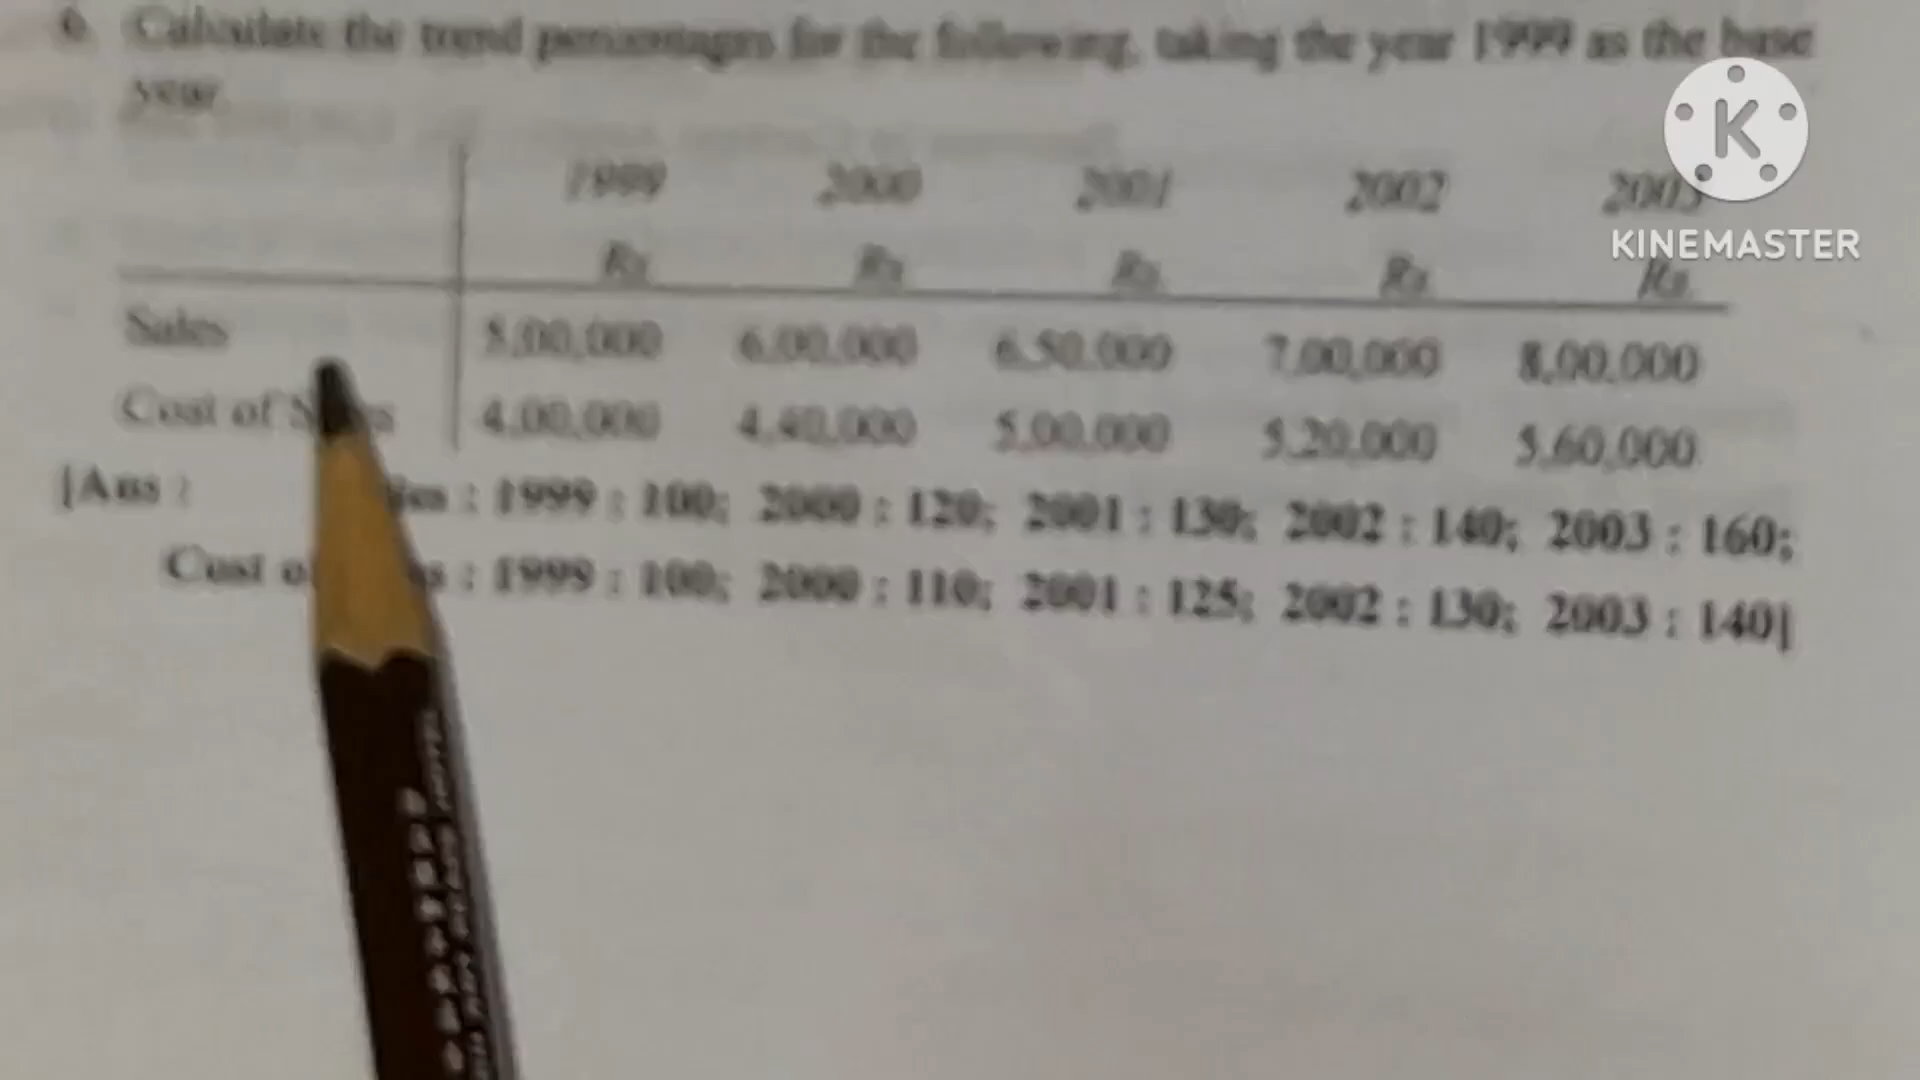 6. Calculate the trend percentages for the following, taking the year 1999 as the base
year.
1999 2000 2001 2002 2003
Rs. Rs. Rs. Rs. Rs.
Sales 5,00,000 6,00,000 6,50,000 7,00,000 8,00,000
Cost of Sales 4,00,000 4,40,000 5,00,000 5,20,000 5,60,000
[Ans : : 1999 : 100; 2000 : 120; 2001 : 130; 2002 : 140; 2003 : 160;
Cost : 1999 : 100; 2000 : 110; 2001 : 125; 2002 : 130; 2003 : 140]
K
KINEMASTER